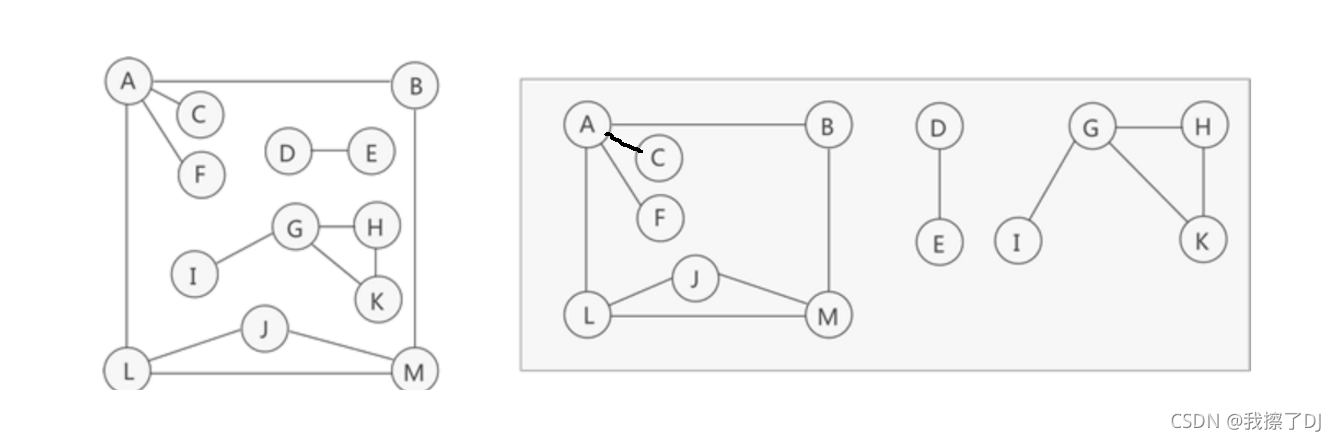 A B
C
D E
F
G H
I
K
J
L M
A B D G H
C
F
E I K
J
L M
CSDN @我擦了DJ